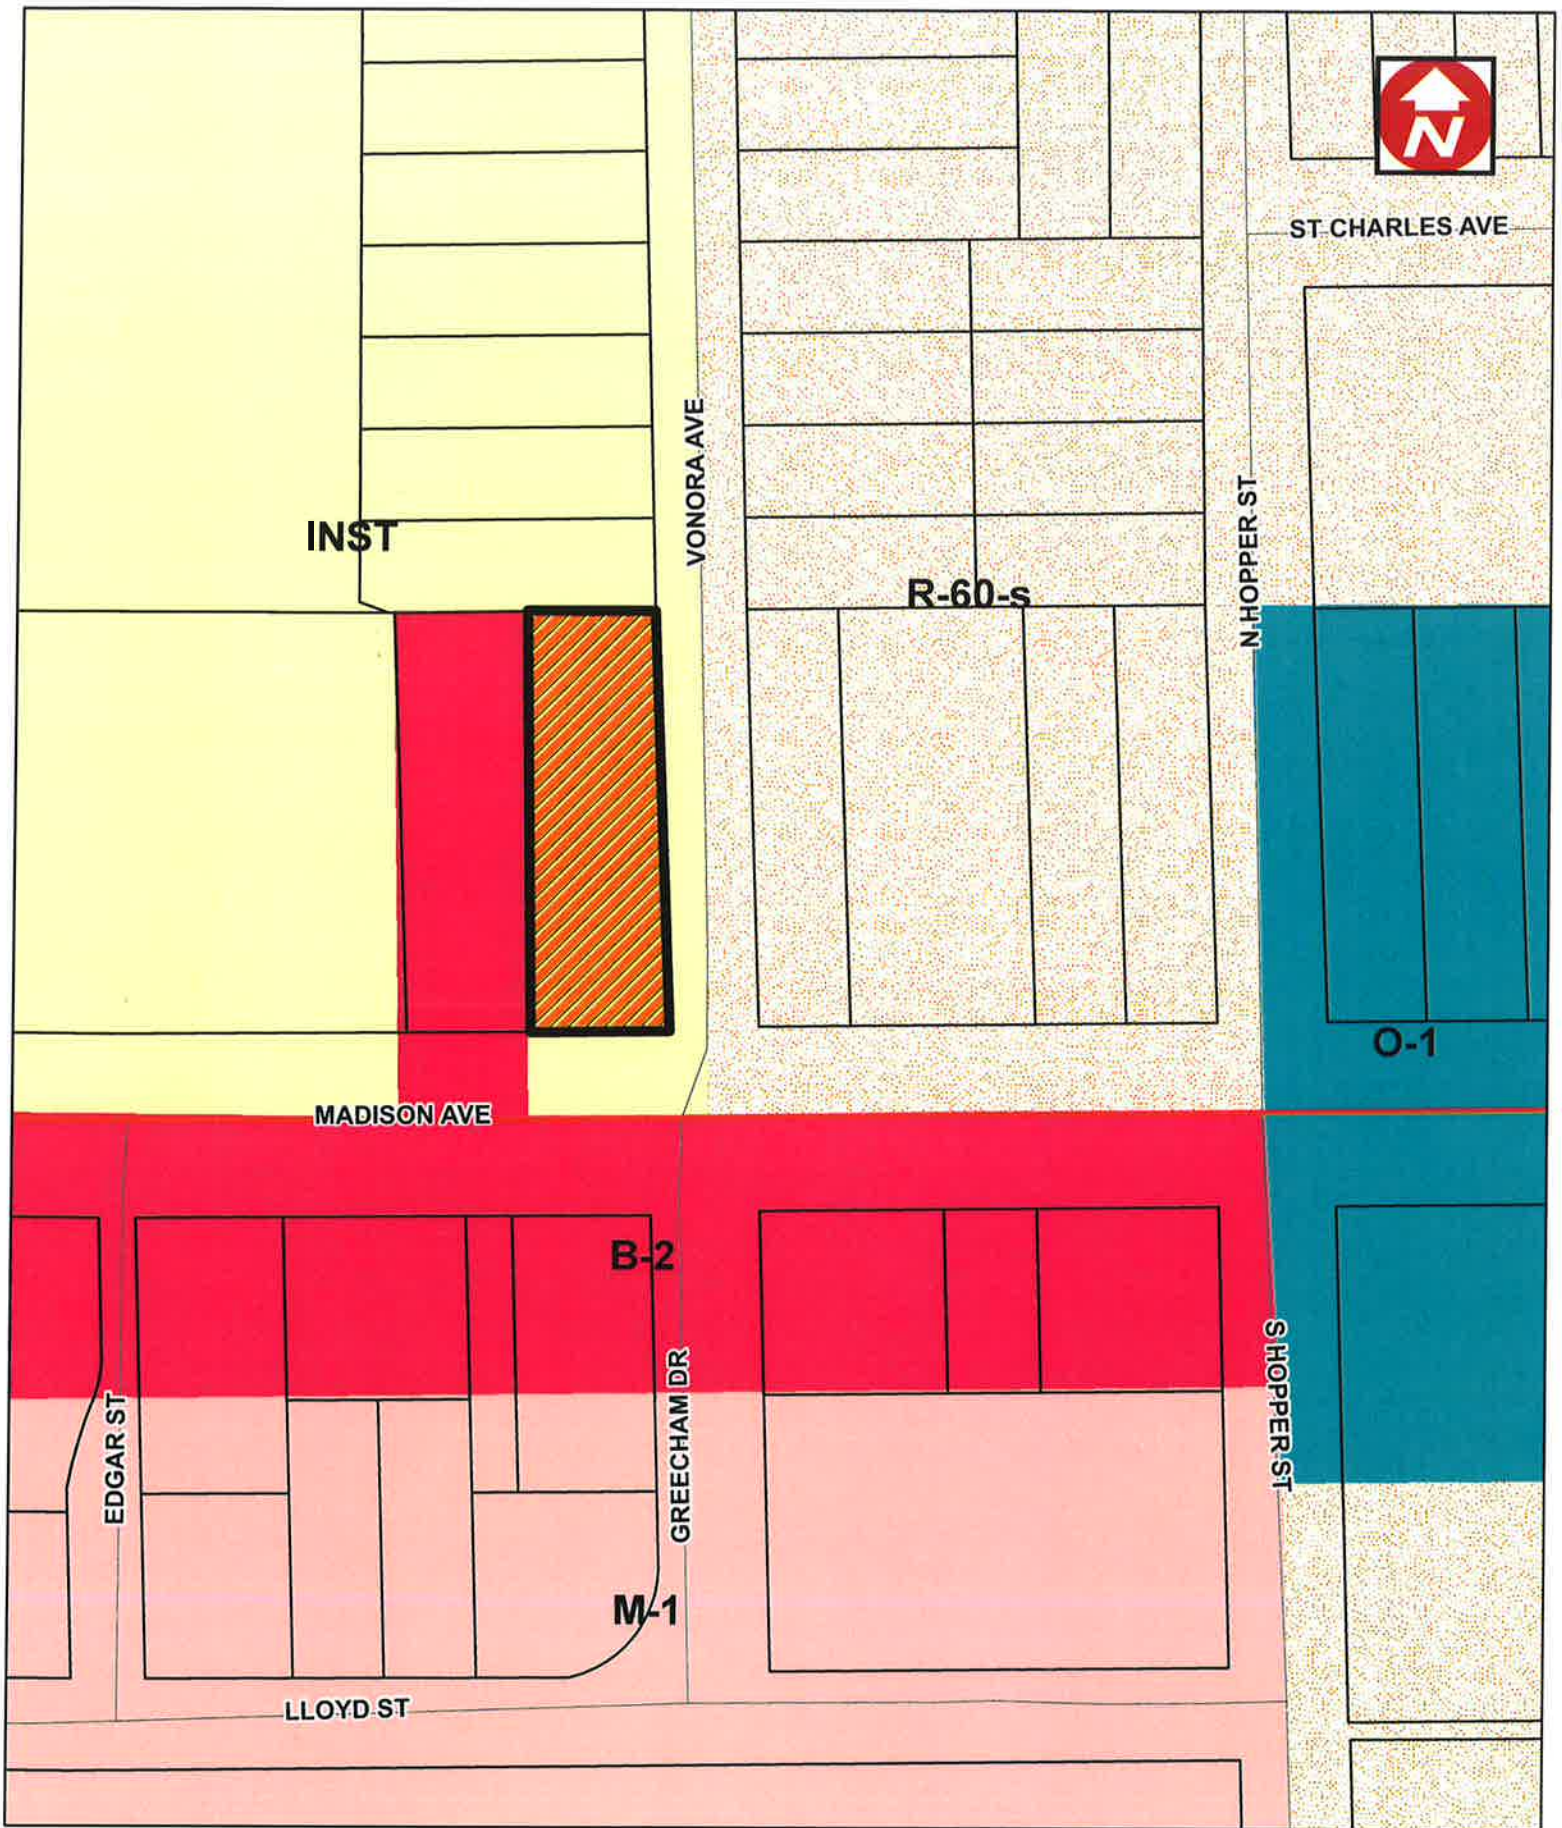 N
ST CHARLES AVE
VONORA AVE
N HOPPER ST
INST
R-60-s
O-1
MADISON AVE
B-2
S HOPPER ST
GREECHAM DR
EDGAR ST
M-1
LLOYD ST